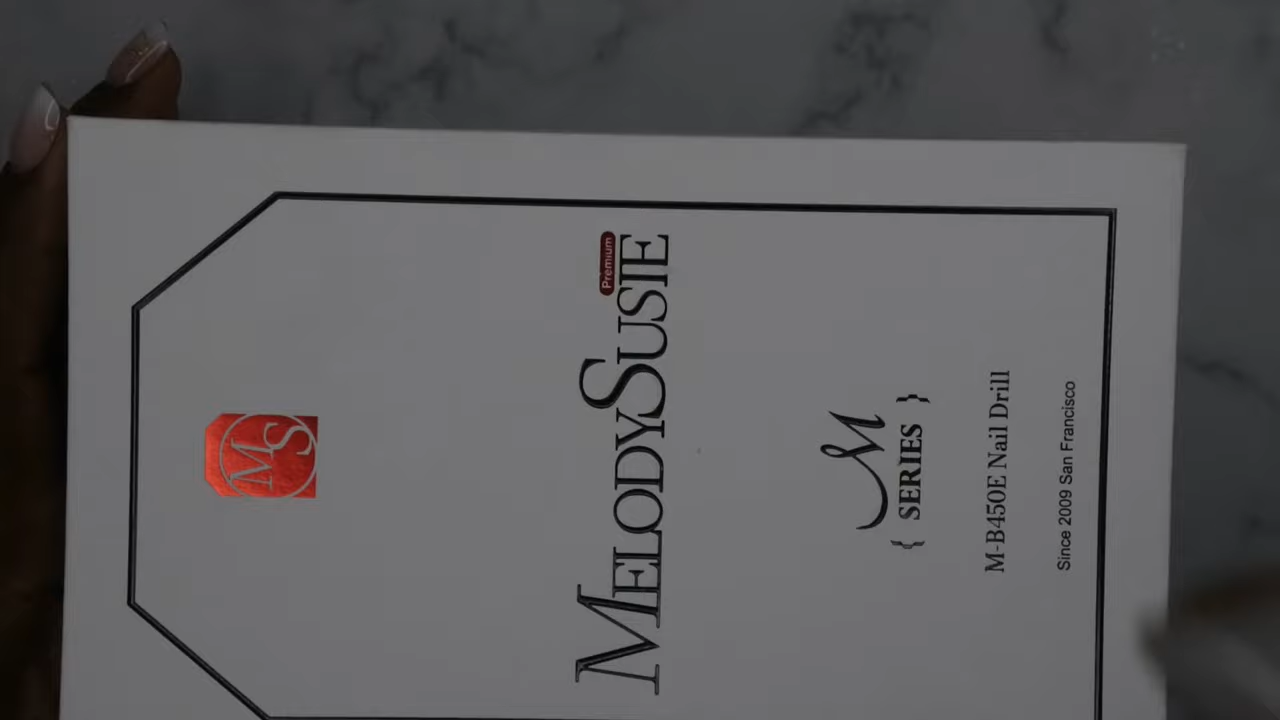 MS
MELODYSUSIE Premium
M
{ SERIES }
M-B450E Nail Drill
Since 2009 San Francisco